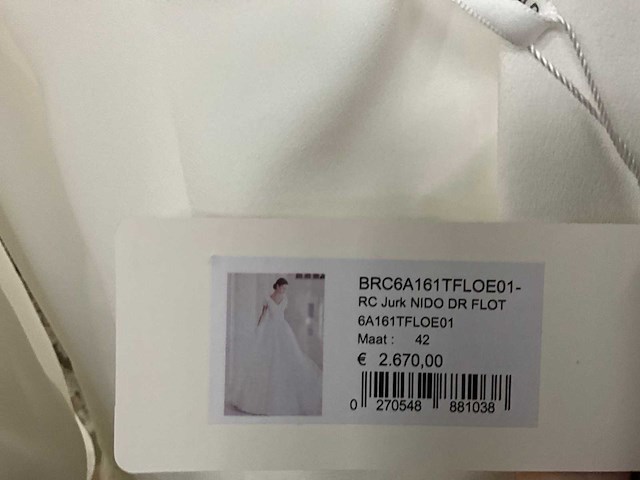 BRC6A161TFLOE01-
RC Jurk NIDO DR FLOT
6A161TFLOE01
Maat : 42
€ 2.670,00
0 270548 881038